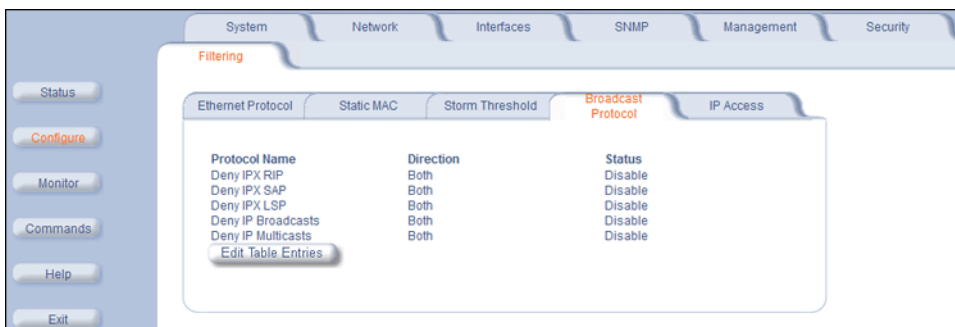 System Network Interfaces SNMP Management Security
Filtering
Status
Configure
Monitor
Commands
Help
Exit
Ethernet Protocol Static MAC Storm Threshold Broadcast Protocol IP Access
Protocol Name Direction Status
Deny IPX RIP Both Disable
Deny IPX SAP Both Disable
Deny IPX LSP Both Disable
Deny IP Broadcasts Both Disable
Deny IP Multicasts Both Disable
Edit Table Entries